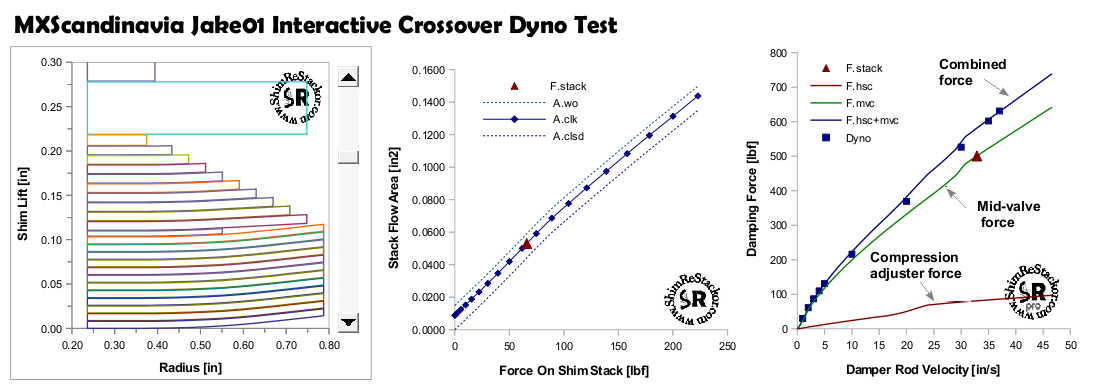 MXScandinavia Jake01 Interactive Crossover Dyno Test
0.30
0.25
0.20
0.15
0.10
0.05
0.00
Shim Lift [in]
0.20 0.30 0.40 0.50 0.60 0.70 0.80
Radius [in]
www.ShimReStackor.com
SR
0.1600
0.1400
0.1200
0.1000
0.0800
0.0600
0.0400
0.0200
0.0000
Stack Flow Area [in2]
F.stack
A.wo
A.clk
A.clsd
0 50 100 150 200 250
Force On Shim Stack [lbf]
www.ShimReStackor.com
SR
800
700
600
500
400
300
200
100
0
Damping Force [lbf]
F.stack
F.hsc
F.mvc
F.hsc+mvc
Dyno
Combined
force
Mid-valve
force
Compression
adjuster force
0 5 10 15 20 25 30 35 40 45 50
Damper Rod Velocity [in/s]
www.ShimReStackor.com
SR
pro